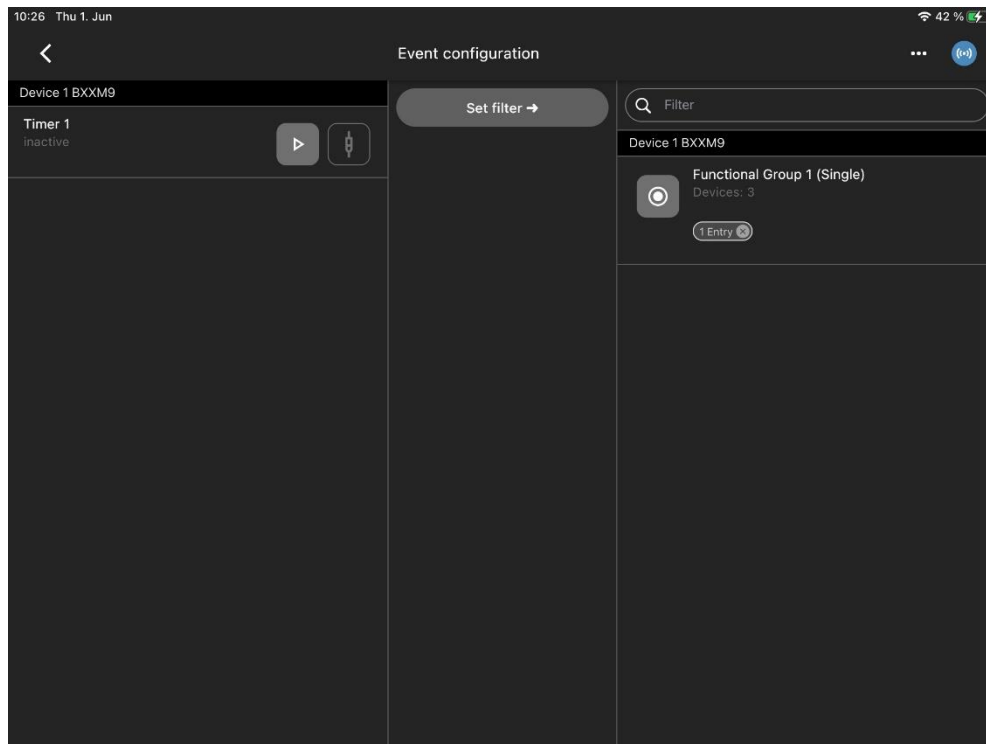 10:26 Thu 1. Jun
42 %
Event configuration
Device 1 BXXM9
Timer 1
inactive
Set filter →
Filter
Device 1 BXXM9
Functional Group 1 (Single)
Devices: 3
1 Entry